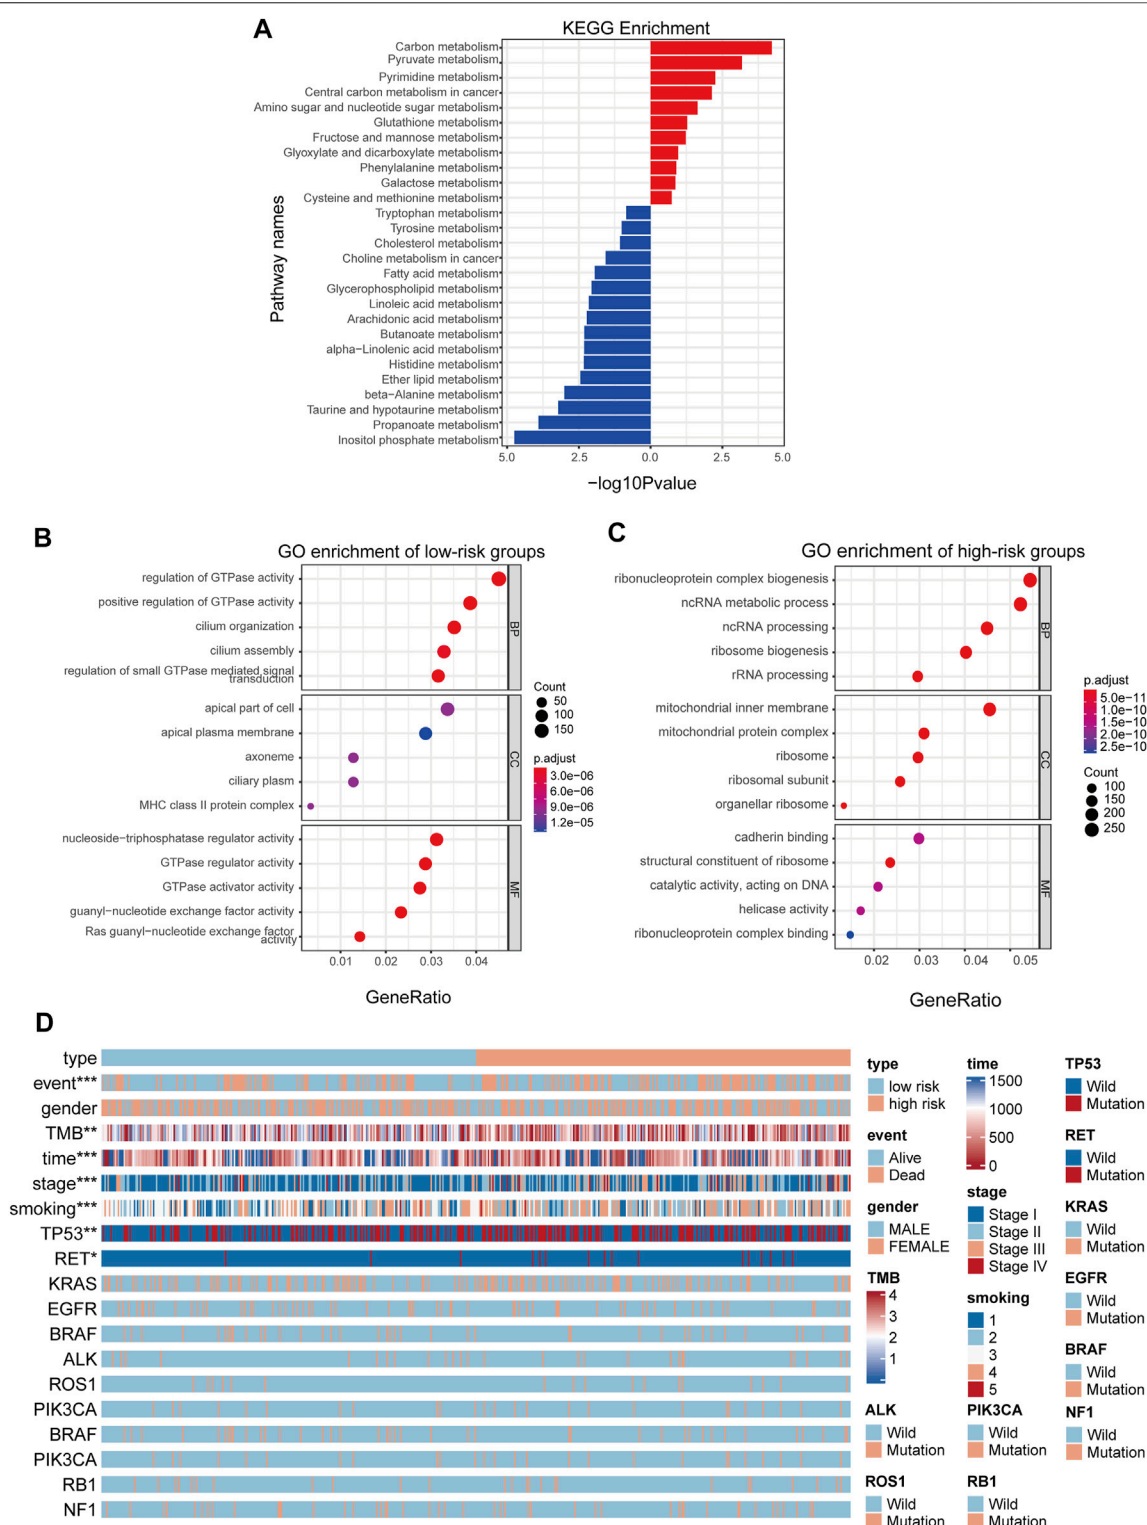 A
KEGG Enrichment
Pathway names
Carbon metabolism
Pyruvate metabolism
Pyrimidine metabolism
Central carbon metabolism in cancer
Amino sugar and nucleotide sugar metabolism
Glutathione metabolism
Fructose and mannose metabolism
Glyoxylate and dicarboxylate metabolism
Phenylalanine metabolism
Galactose metabolism
Cysteine and methionine metabolism
Tryptophan metabolism
Tyrosine metabolism
Cholesterol metabolism
Choline metabolism in cancer
Fatty acid metabolism
Glycerophospholipid metabolism
Linoleic acid metabolism
Arachidonic acid metabolism
Butanoate metabolism
alpha−Linolenic acid metabolism
Histidine metabolism
Ether lipid metabolism
beta−Alanine metabolism
Taurine and hypotaurine metabolism
Propanoate metabolism
Inositol phosphate metabolism
5.0 2.5 0.0 2.5 5.0
−log10Pvalue
B
GO enrichment of low-risk groups
regulation of GTPase activity
positive regulation of GTPase activity
cilium organization
cilium assembly
regulation of small GTPase mediated signal
transduction
BP
apical part of cell
apical plasma membrane
axoneme
ciliary plasm
MHC class II protein complex
CC
nucleoside−triphosphatase regulator activity
GTPase regulator activity
GTPase activator activity
guanyl−nucleotide exchange factor activity
Ras guanyl−nucleotide exchange factor
activity
MF
0.01 0.02 0.03 0.04
GeneRatio
Count
50
100
150
p.adjust
3.0e−06
6.0e−06
9.0e−06
1.2e−05
C
GO enrichment of high-risk groups
ribonucleoprotein complex biogenesis
ncRNA metabolic process
ncRNA processing
ribosome biogenesis
rRNA processing
BP
mitochondrial inner membrane
mitochondrial protein complex
ribosome
ribosomal subunit
organellar ribosome
CC
cadherin binding
structural constituent of ribosome
catalytic activity, acting on DNA
helicase activity
ribonucleoprotein complex binding
MF
0.02 0.03 0.04 0.05
GeneRatio
p.adjust
5.0e−11
1.0e−10
1.5e−10
2.0e−10
2.5e−10
Count
100
150
200
250
D
type
event***
gender
TMB**
time***
stage***
smoking***
TP53**
RET*
KRAS
EGFR
BRAF
ALK
ROS1
PIK3CA
BRAF
PIK3CA
RB1
NF1
type
low risk
high risk
event
Alive
Dead
gender
MALE
FEMALE
TMB
4
3
2
1
ALK
Wild
Mutation
ROS1
Wild
Mutation
time
1500
1000
500
0
stage
Stage I
Stage II
Stage III
Stage IV
smoking
1
2
3
4
5
PIK3CA
Wild
Mutation
RB1
Wild
Mutation
TP53
Wild
Mutation
RET
Wild
Mutation
KRAS
Wild
Mutation
EGFR
Wild
Mutation
BRAF
Wild
Mutation
NF1
Wild
Mutation